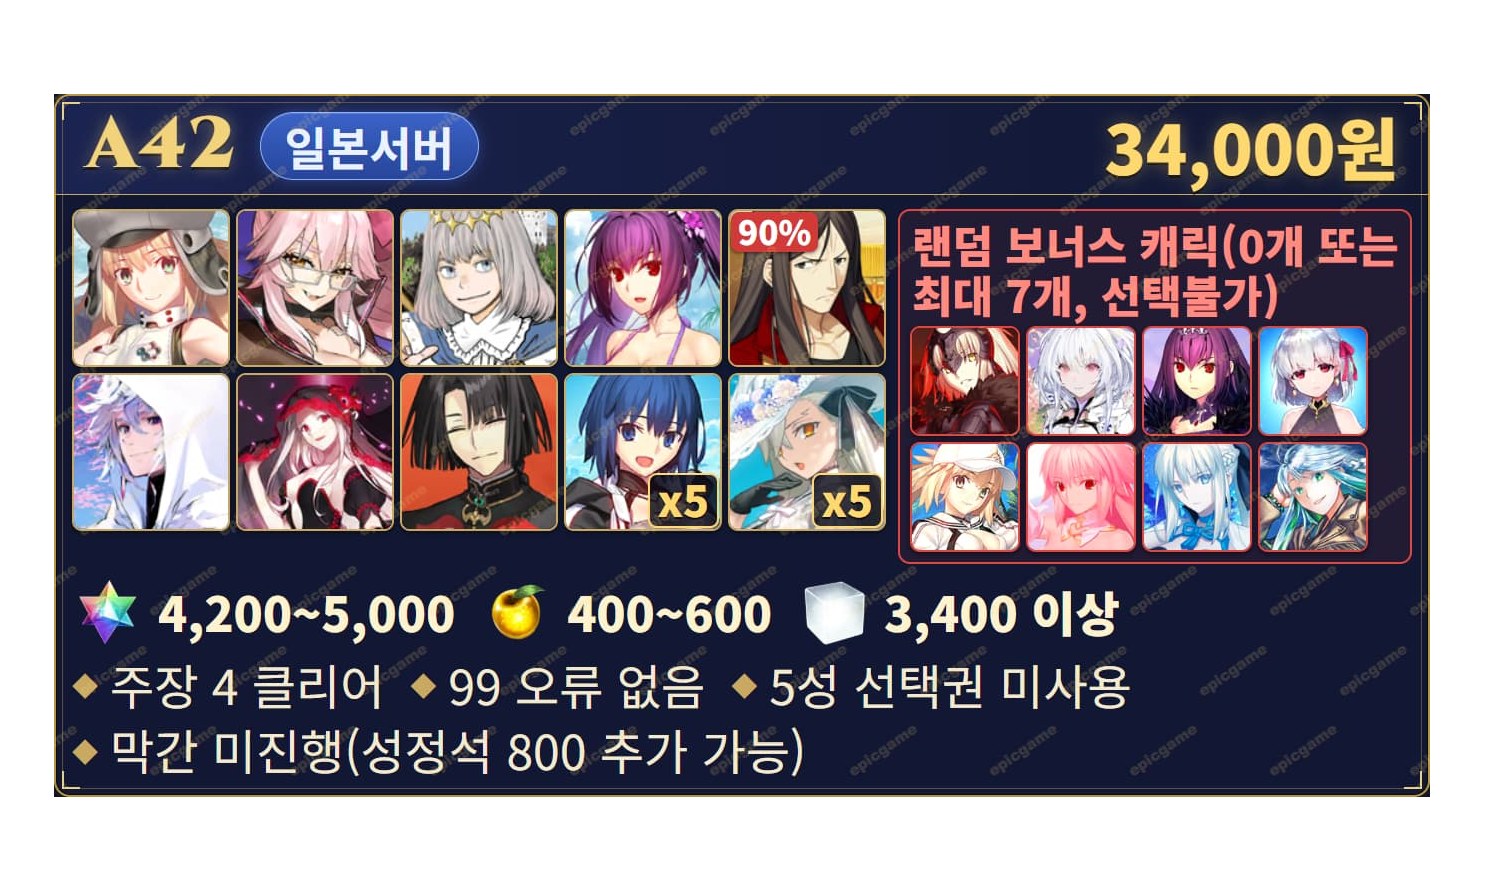 A42 일본서버 34,000원
90%
x5 x5
랜덤 보너스 캐릭(0개 또는
최대 7개, 선택불가)
4,200~5,000 400~600 3,400 이상
◆ 주장 4 클리어 ◆ 99 오류 없음 ◆ 5성 선택권 미사용
◆ 막간 미진행(성정석 800 추가 가능)
epicgame